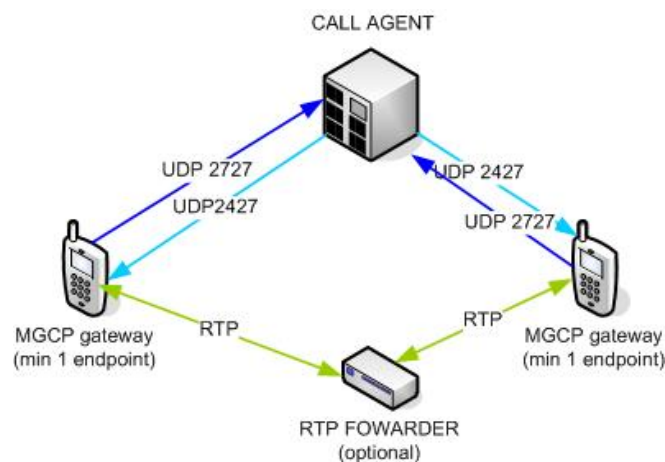 CALL AGENT
UDP 2727
UDP2427
UDP 2427
UDP 2727
MGCP gateway
(min 1 endpoint)
RTP
RTP
MGCP gateway
(min 1 endpoint)
RTP FOWARDER
(optional)